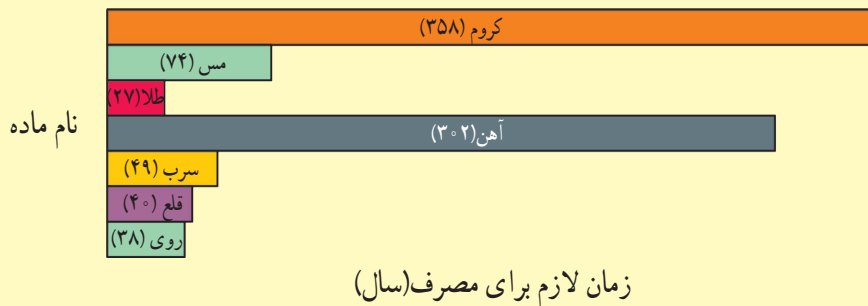 کروم (۳۵۸)
مس (۷۴)
طلا(۲۷)
آهن(۳۰۲)
سرب (۴۹)
قلع (۴۰)
روی (۳۸)
نام ماده
زمان لازم برای مصرف(سال)